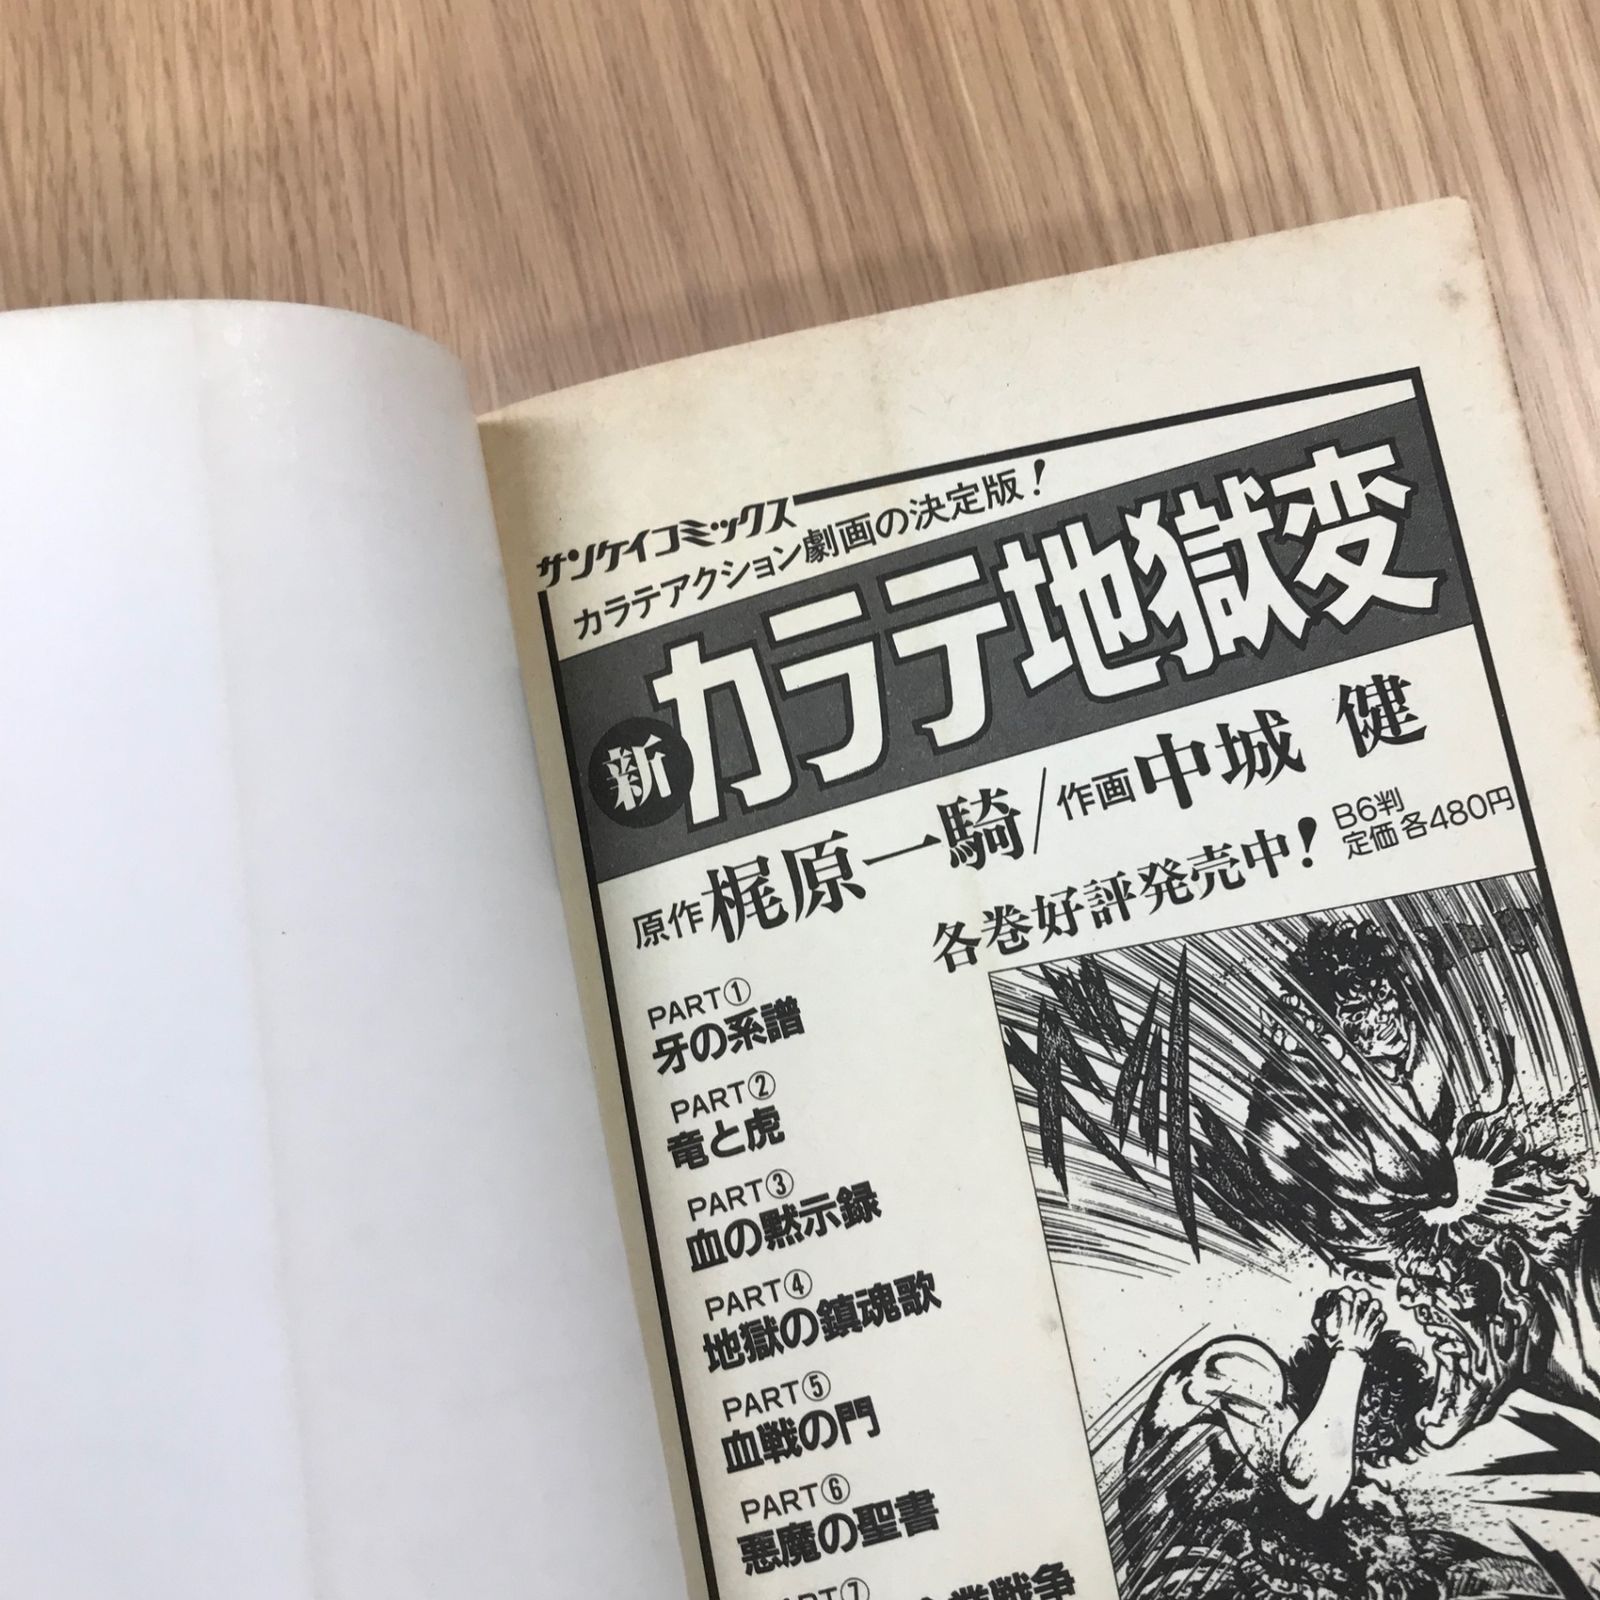 サンケイコミックス
カラテアクション劇画の決定版！
新カラテ地獄変
原作 梶原一騎／作画 中城 健
各巻好評発売中！
B6判
定価 各480円
PART①
牙の系譜
PART②
竜と虎
PART③
血の黙示録
PART④
地獄の鎮魂歌
PART⑤
血戦の門
PART⑥
悪魔の聖書
PART⑦
業戦争